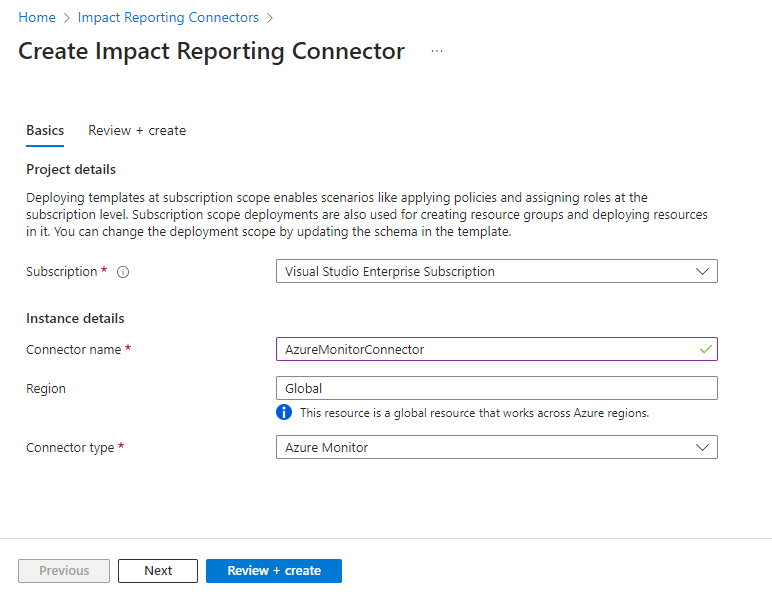 Home > Impact Reporting Connectors >
Create Impact Reporting Connector ...
Basics Review + create
Project details
Deploying templates at subscription scope enables scenarios like applying policies and assigning roles at the
subscription level. Subscription scope deployments are also used for creating resource groups and deploying resources
in it. You can change the deployment scope by updating the schema in the template.
Subscription * Visual Studio Enterprise Subscription
Instance details
Connector name * AzureMonitorConnector
Region Global
This resource is a global resource that works across Azure regions.
Connector type * Azure Monitor
Previous Next Review + create